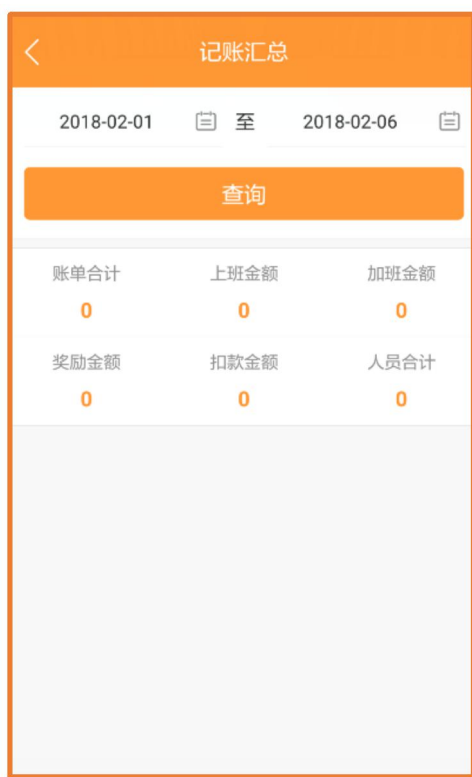 记账汇总
2018-02-01 至 2018-02-06
查询
账单合计 上班金额 加班金额
0 0 0
奖励金额 扣款金额 人员合计
0 0 0